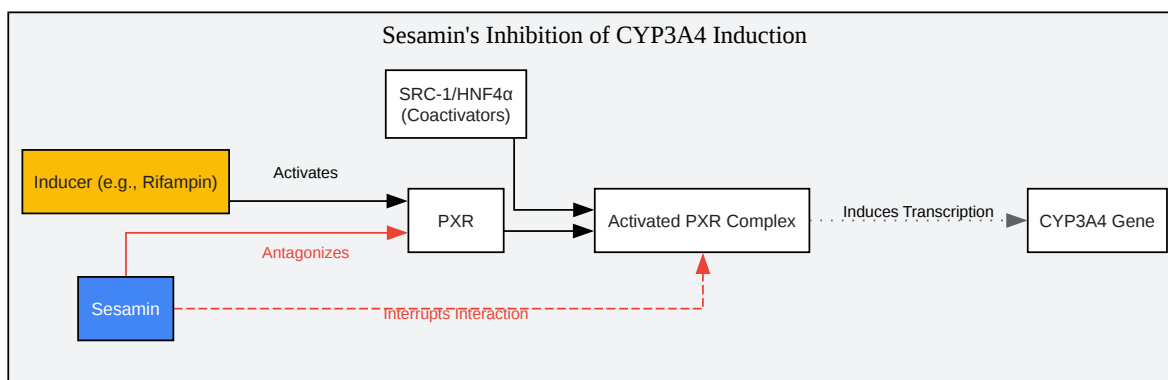 Sesamin's Inhibition of CYP3A4 Induction
SRC-1/HNF4α
(Coactivators)
Inducer (e.g., Rifampin)
Activates
PXR
Activated PXR Complex
Induces Transcription
CYP3A4 Gene
Antagonizes
Sesamin
Interrupts Interaction